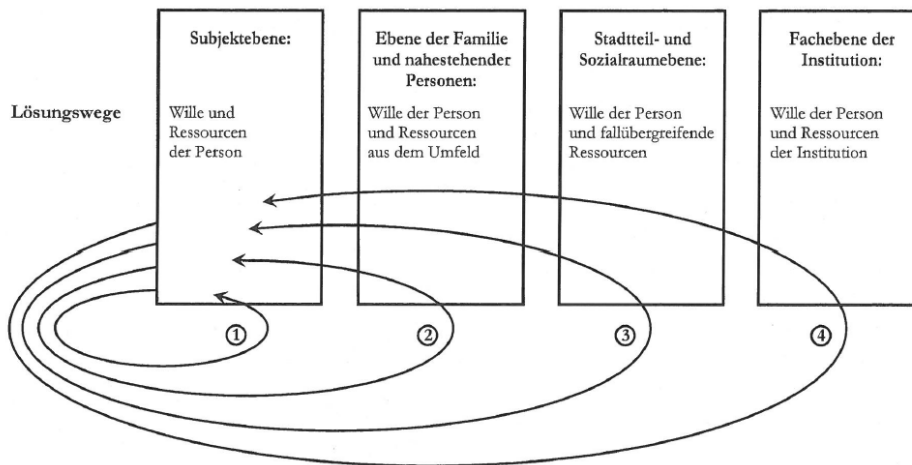 Subjektebene:
Ebene der Familie
und nahestehender
Personen:
Stadtteil- und
Sozialraumebene:
Fachebene der
Institution:
Lösungswege
Wille und
Ressourcen
der Person
Wille der Person
und Ressourcen
aus dem Umfeld
Wille der Person
und fallübergreifende
Ressourcen
Wille der Person
und Ressourcen
der Institution
1
2
3
4